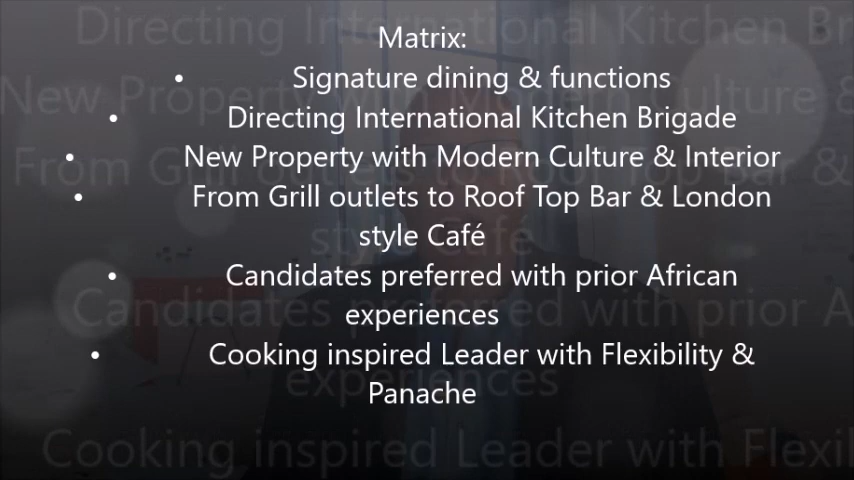 Matrix:
• Signature dining & functions
• Directing International Kitchen Brigade
• New Property with Modern Culture & Interior
• From Grill outlets to Roof Top Bar & London
style Café
• Candidates preferred with prior African
experiences
• Cooking inspired Leader with Flexibility &
Panache